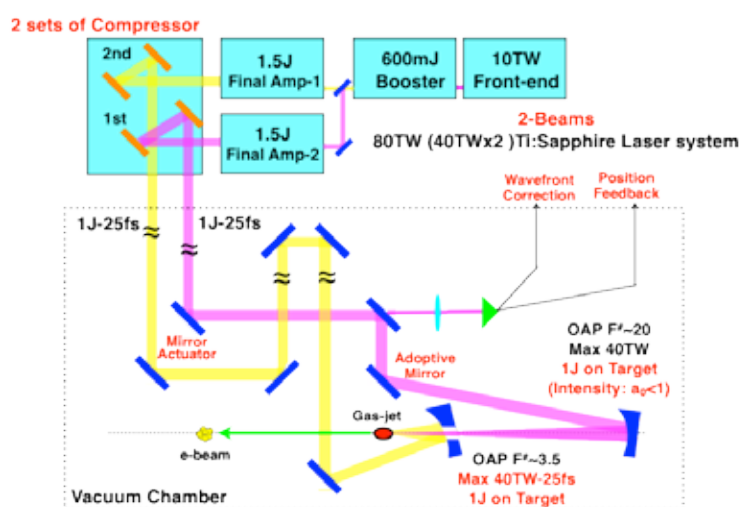 2 sets of Compressor
2nd
1st
1.5J
Final Amp-1
1.5J
Final Amp-2
600mJ
Booster
10TW
Front-end
2-Beams
80TW (40TWx2 )Ti:Sapphire Laser system
Wavefront
Correction
Position
Feedback
1J-25fs
1J-25fs
Mirror
Actuator
Adoptive
Mirror
OAP F#~20
Max 40TW
1J on Target
(Intensity: a₀<1)
Gas-jet
e-beam
OAP F#~3.5
Max 40TW-25fs
1J on Target
Vacuum Chamber